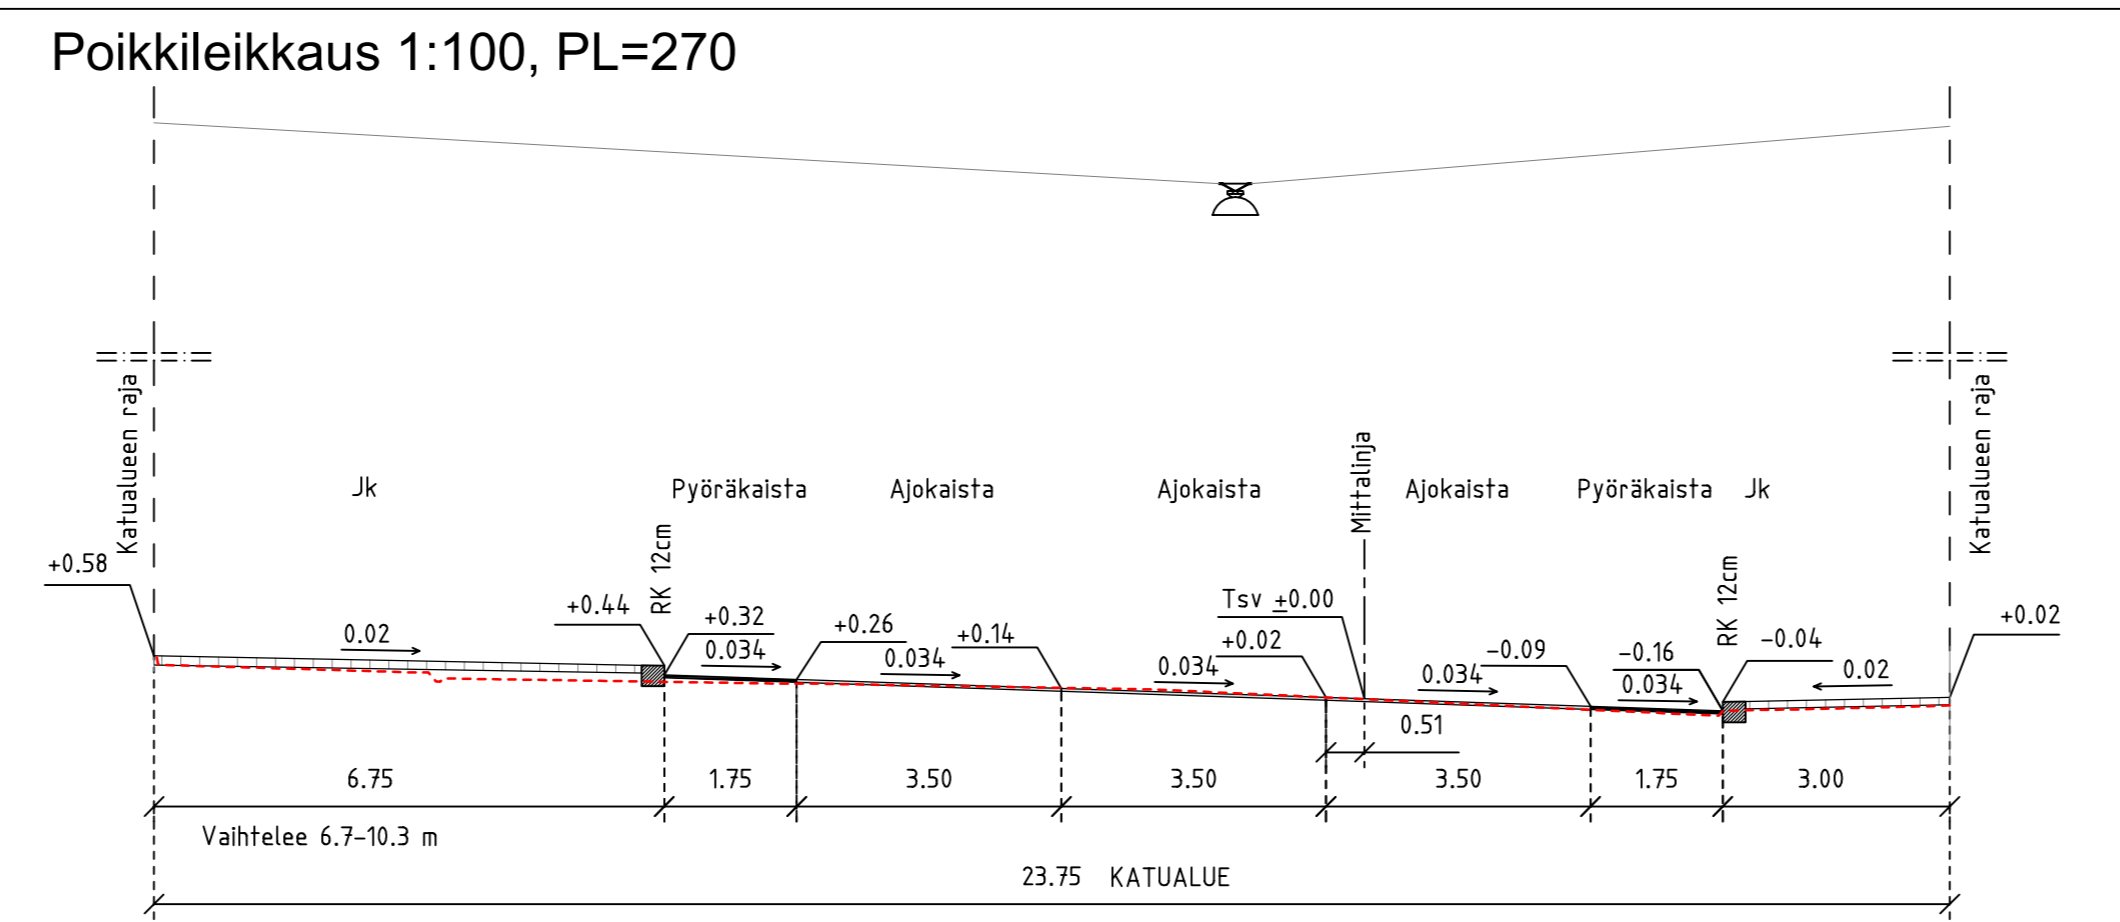 Poikkileikkaus 1:100, PL=270
Katualueen raja
Katualueen raja
Mittalinja
Jk
Pyöräkaista
Ajokaista
Ajokaista
Ajokaista
Pyöräkaista
Jk
RK 12cm
RK 12cm
+0.58
+0.44
+0.32
+0.26
+0.14
Tsv ±0.00
+0.02
-0.09
-0.16
-0.04
+0.02
0.02
0.034
0.034
0.034
0.034
0.034
0.02
0.51
6.75
1.75
3.50
3.50
3.50
1.75
3.00
Vaihtelee 6.7-10.3 m
23.75 KATUALUE